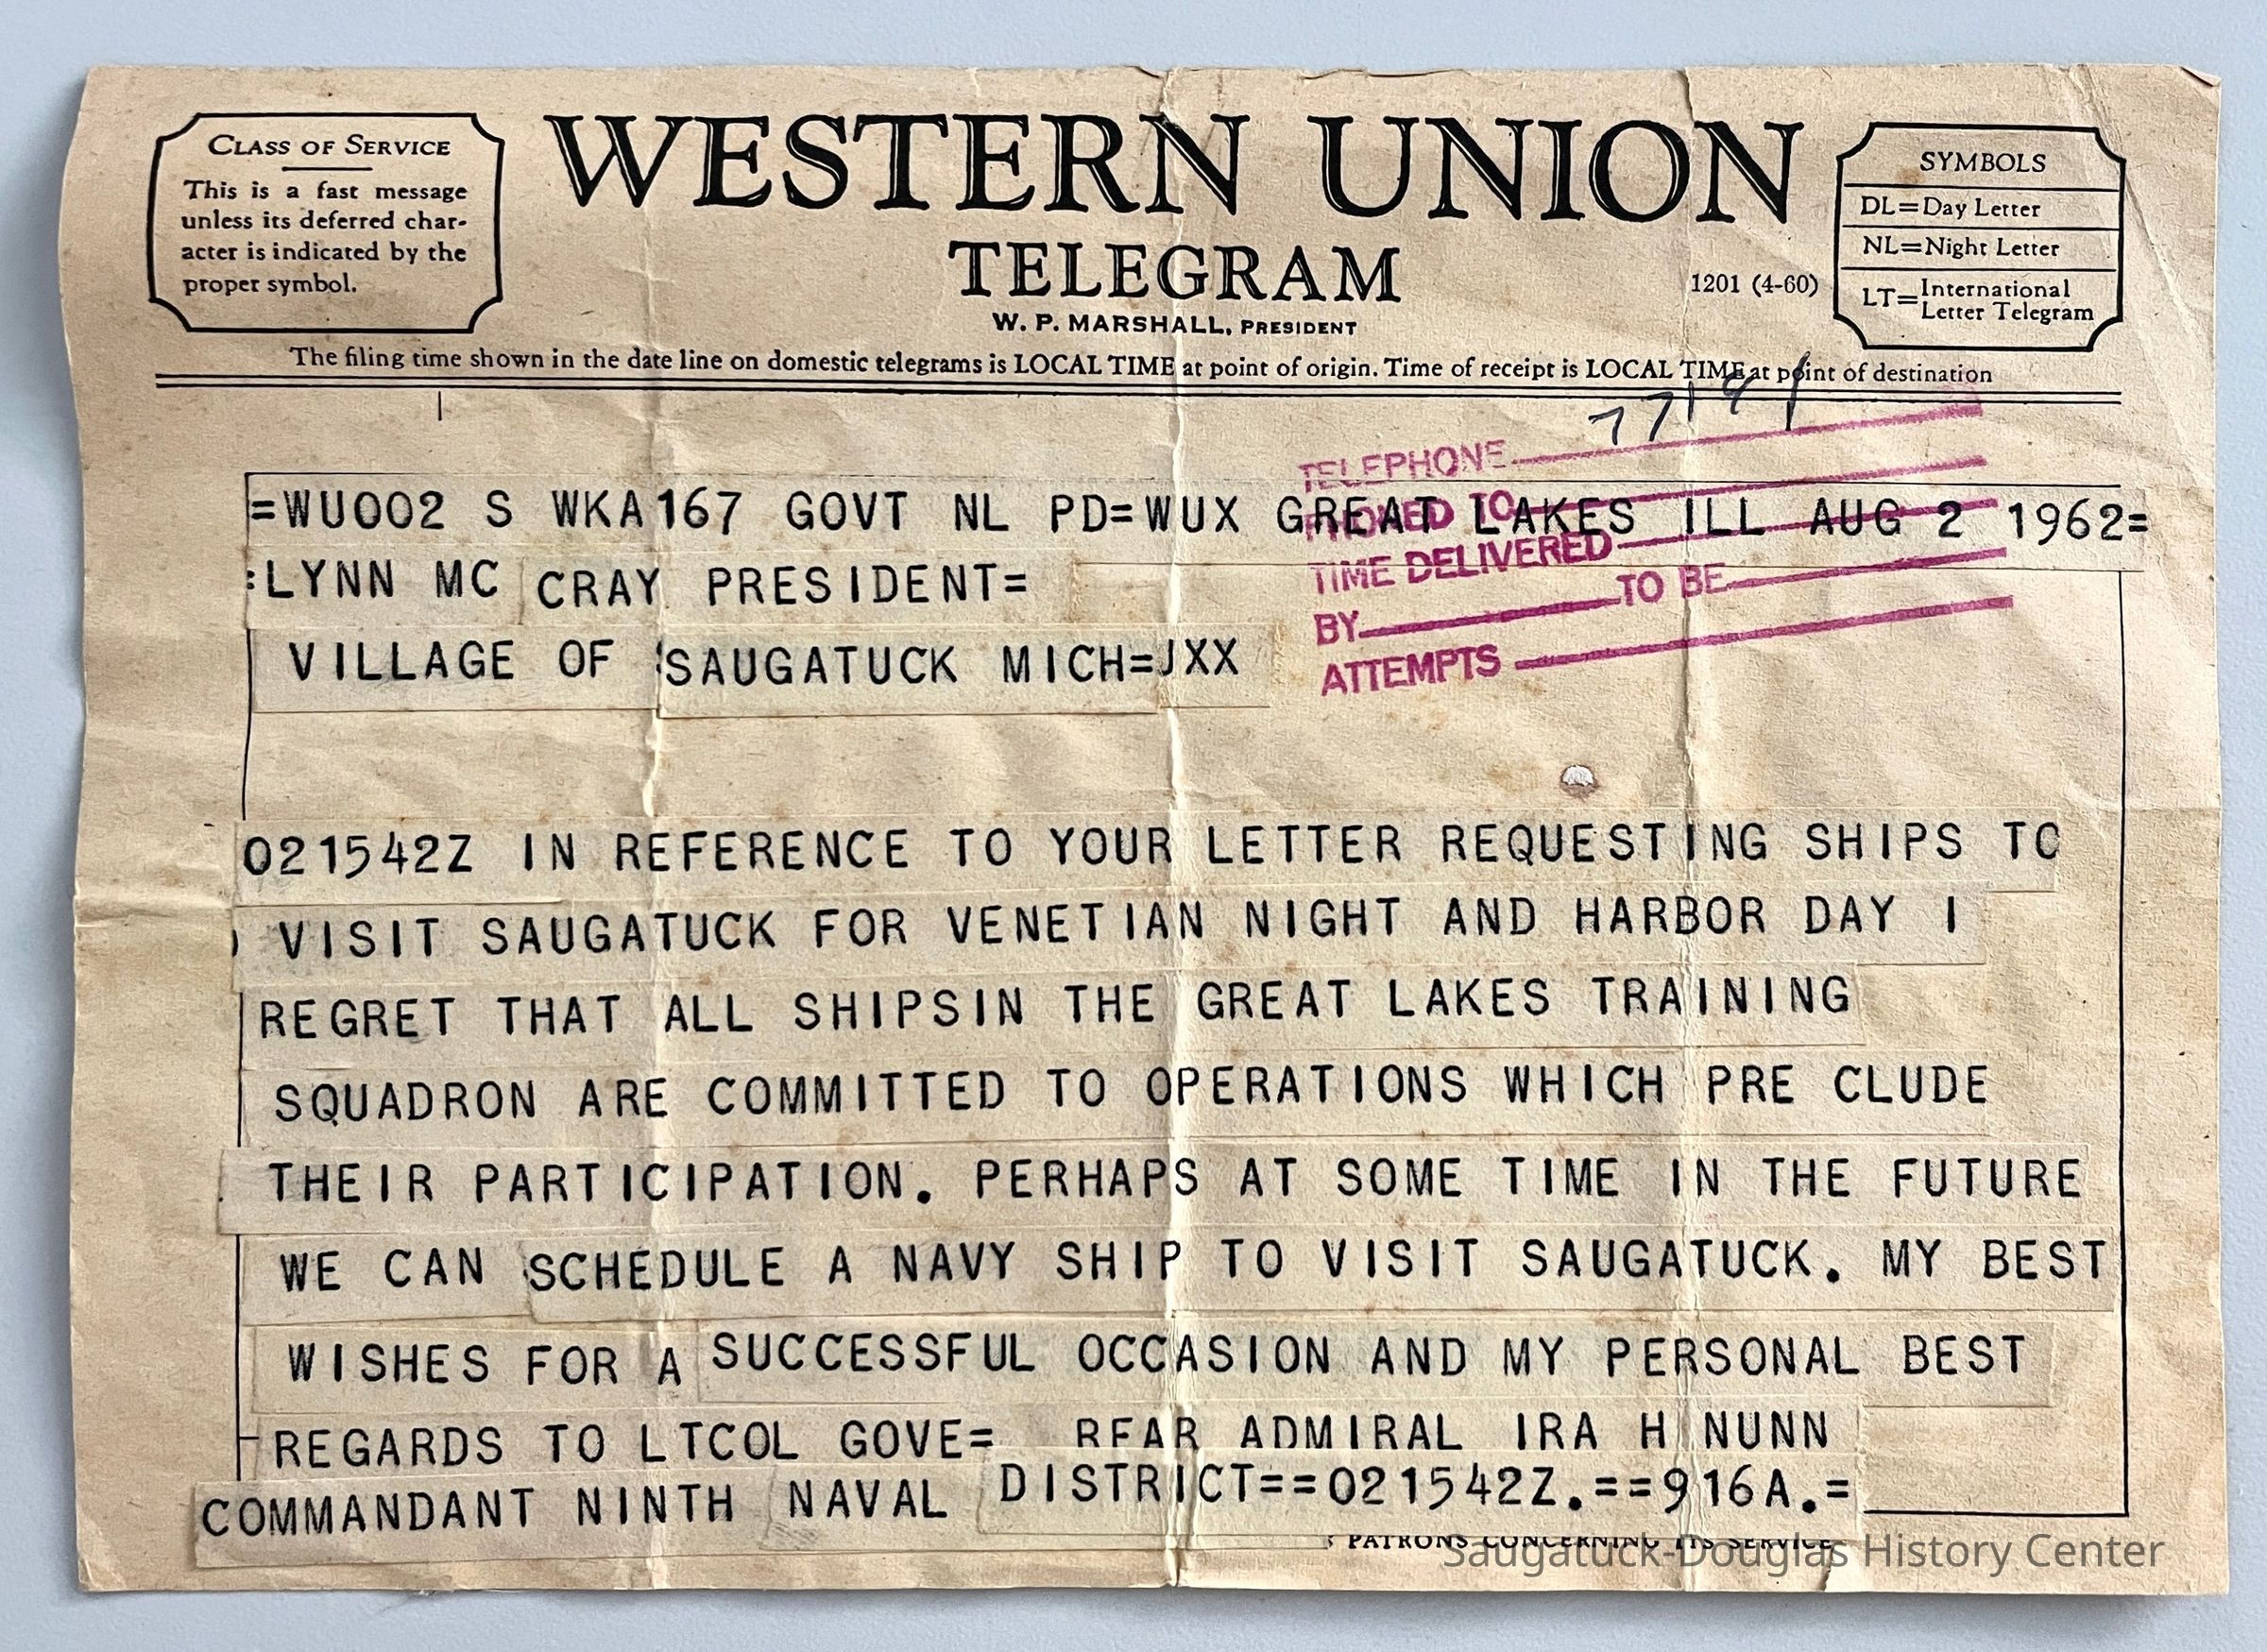 CLASS OF SERVICE
This is a fast message
unless its deferred char-
acter is indicated by the
proper symbol.
WESTERN UNION
TELEGRAM
W. P. MARSHALL, PRESIDENT
1201 (4-60)
SYMBOLS
DL=Day Letter
NL=Night Letter
LT=International Letter Telegram
The filing time shown in the date line on domestic telegrams is LOCAL TIME at point of origin. Time of receipt is LOCAL TIME at point of destination
TELEPHONE
PHONED TO
TIME DELIVERED
BY TO BE
ATTEMPTS
=WU002 S WKA167 GOVT NL PD=WUX GREAT LAKES ILL AUG 2 1962=
:LYNN MC CRAY PRESIDENT=
VILLAGE OF SAUGATUCK MICH=JXX
021542Z IN REFERENCE TO YOUR LETTER REQUESTING SHIPS TO
VISIT SAUGATUCK FOR VENETIAN NIGHT AND HARBOR DAY I
REGRET THAT ALL SHIPSIN THE GREAT LAKES TRAINING
SQUADRON ARE COMMITTED TO OPERATIONS WHICH PRE CLUDE
THEIR PARTICIPATION. PERHAPS AT SOME TIME IN THE FUTURE
WE CAN SCHEDULE A NAVY SHIP TO VISIT SAUGATUCK. MY BEST
WISHES FOR A SUCCESSFUL OCCASION AND MY PERSONAL BEST
REGARDS TO LTCOL GOVE= REAR ADMIRAL IRA H NUNN
COMMANDANT NINTH NAVAL DISTRICT==021542Z.==916A.=
PATRONS CONCERNING ITS SERVICE
Saugatuck-Douglas History Center